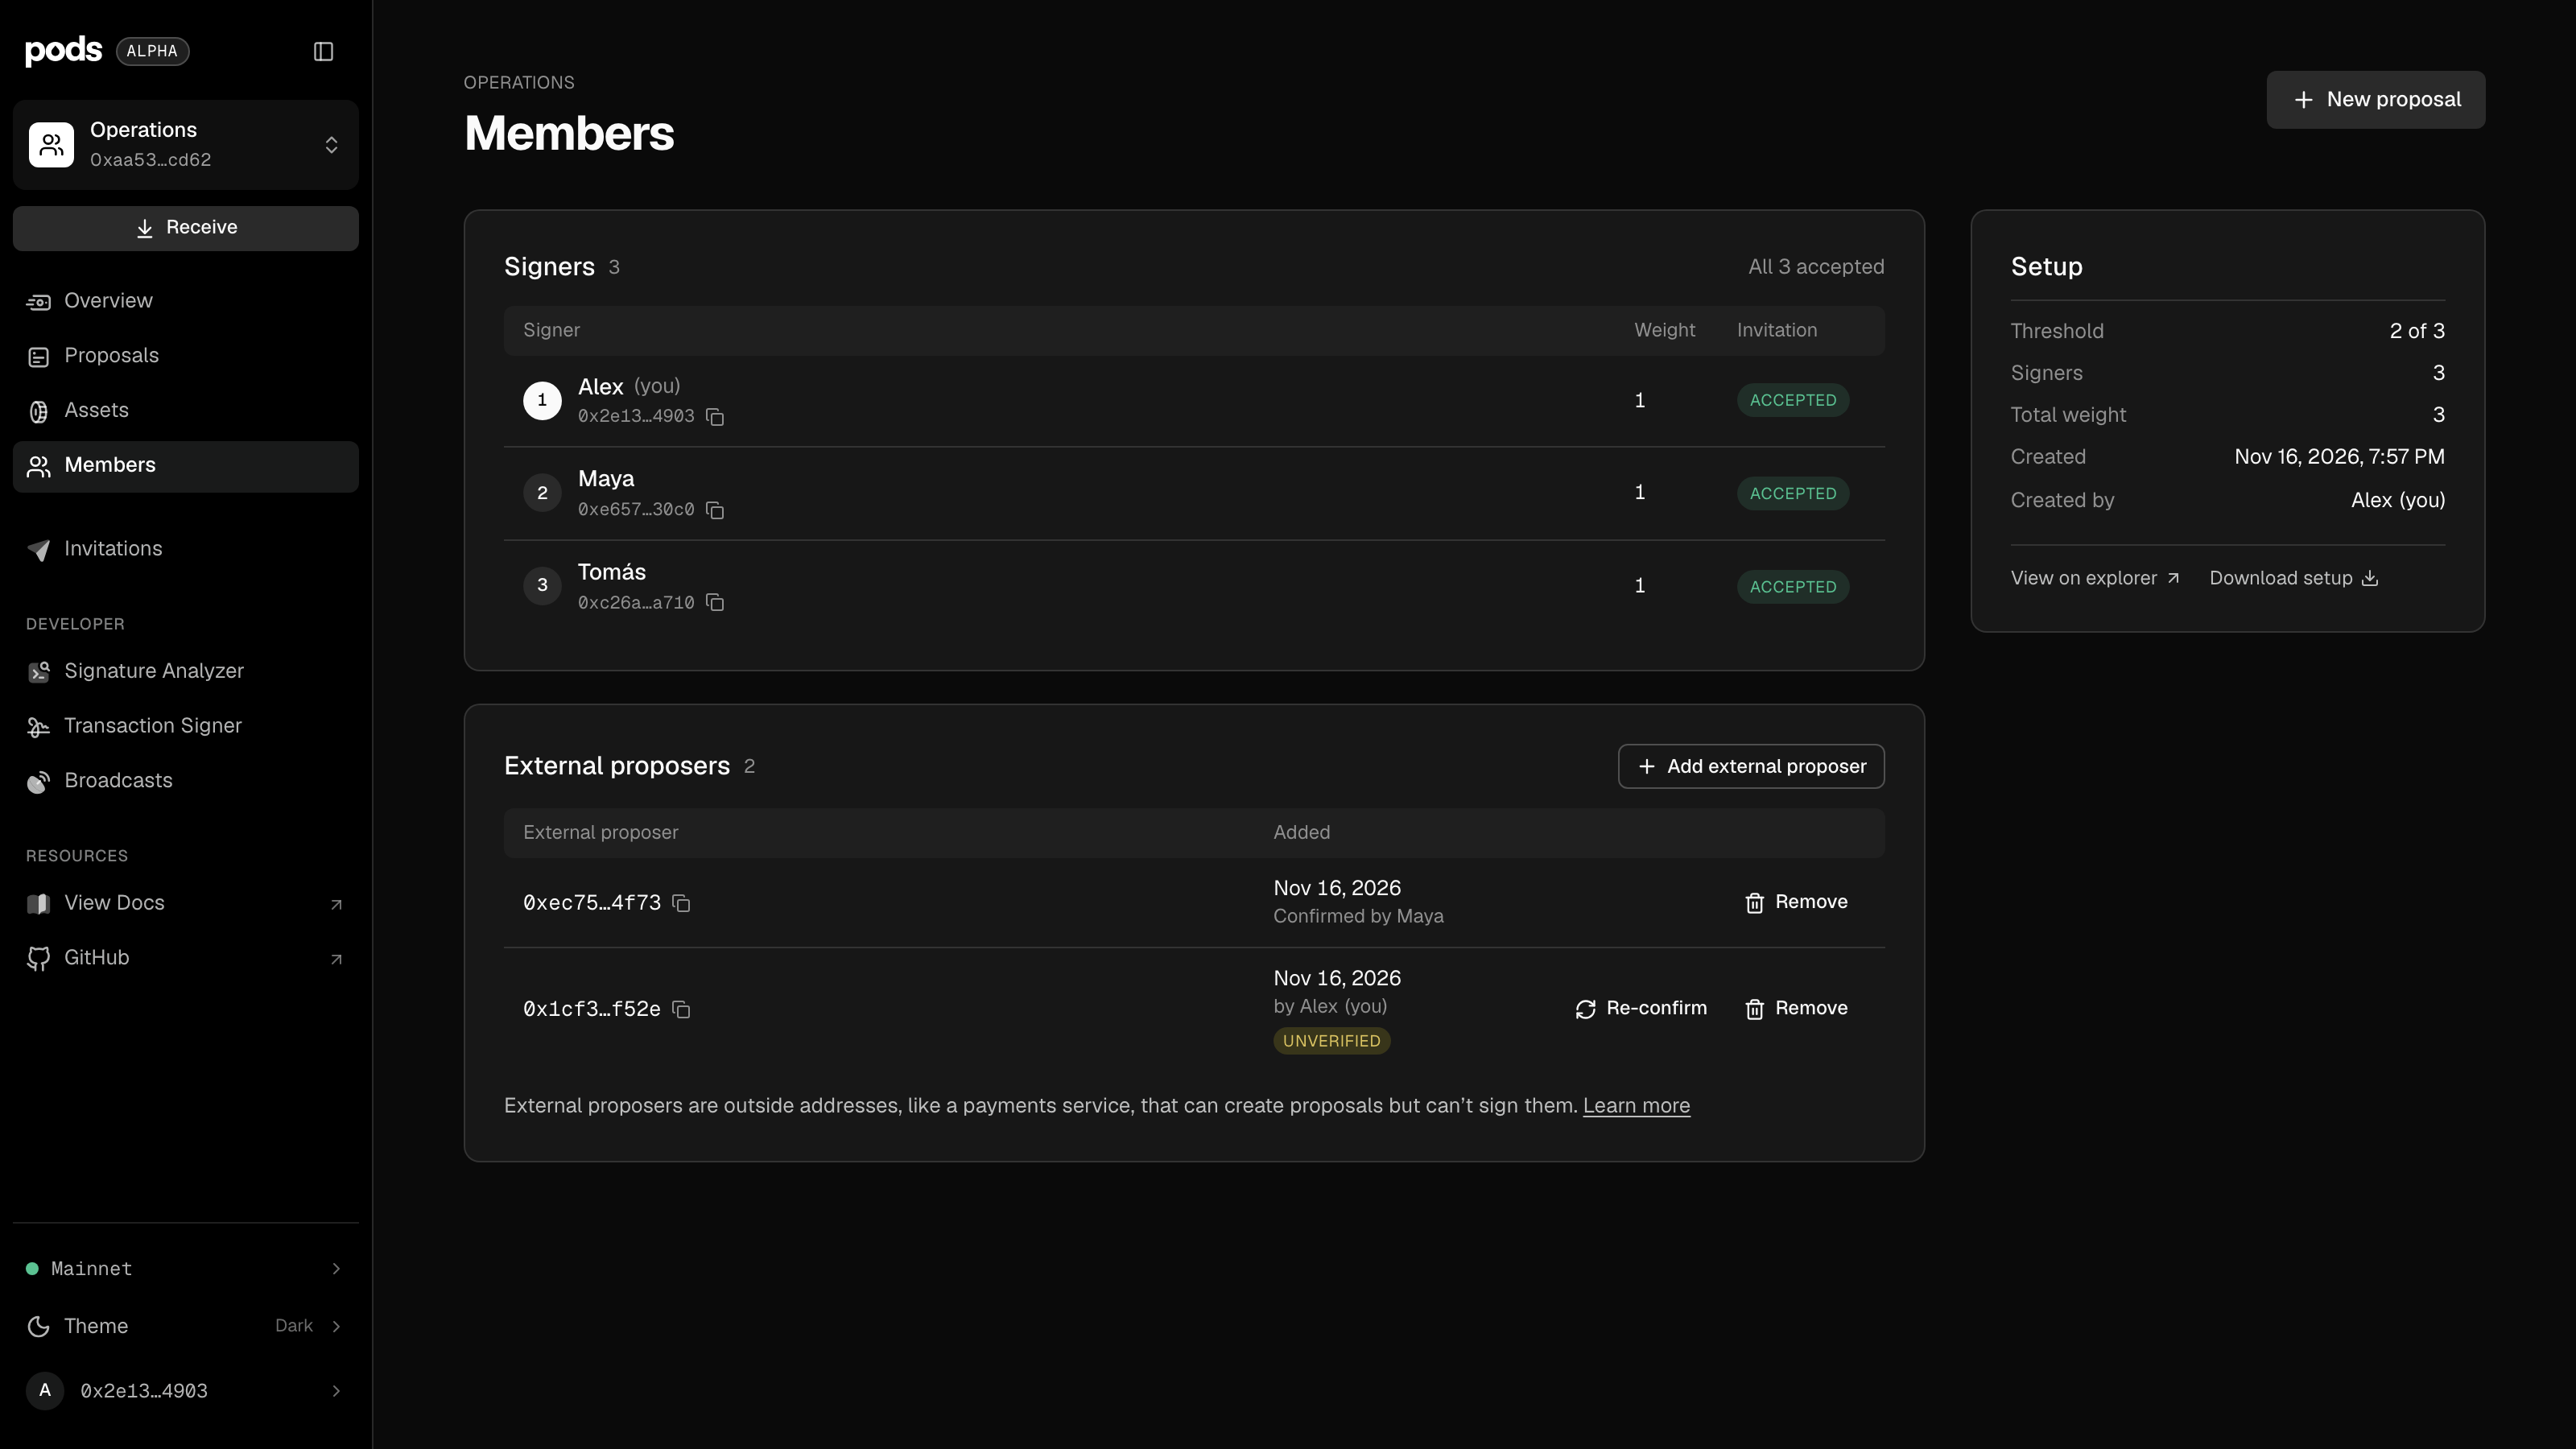 pods ALPHA
Operations
0xaa53…cd62
Receive
Overview
Proposals
Assets
Members
Invitations
DEVELOPER
Signature Analyzer
Transaction Signer
Broadcasts
RESOURCES
View Docs
GitHub
Mainnet
Theme Dark
A 0x2e13…4903
OPERATIONS
Members
New proposal
Signers 3 All 3 accepted
Signer Weight Invitation
1 Alex (you) 1 ACCEPTED
0x2e13…4903
2 Maya 1 ACCEPTED
0xe657…30c0
3 Tomás 1 ACCEPTED
0xc26a…a710
Setup
Threshold 2 of 3
Signers 3
Total weight 3
Created Nov 16, 2026, 7:57 PM
Created by Alex (you)
View on explorer Download setup
External proposers 2 Add external proposer
External proposer Added
0xec75…4f73 Nov 16, 2026 Remove
Confirmed by Maya
0x1cf3…f52e Nov 16, 2026 Re-confirm Remove
by Alex (you)
UNVERIFIED
External proposers are outside addresses, like a payments service, that can create proposals but can’t sign them. Learn more